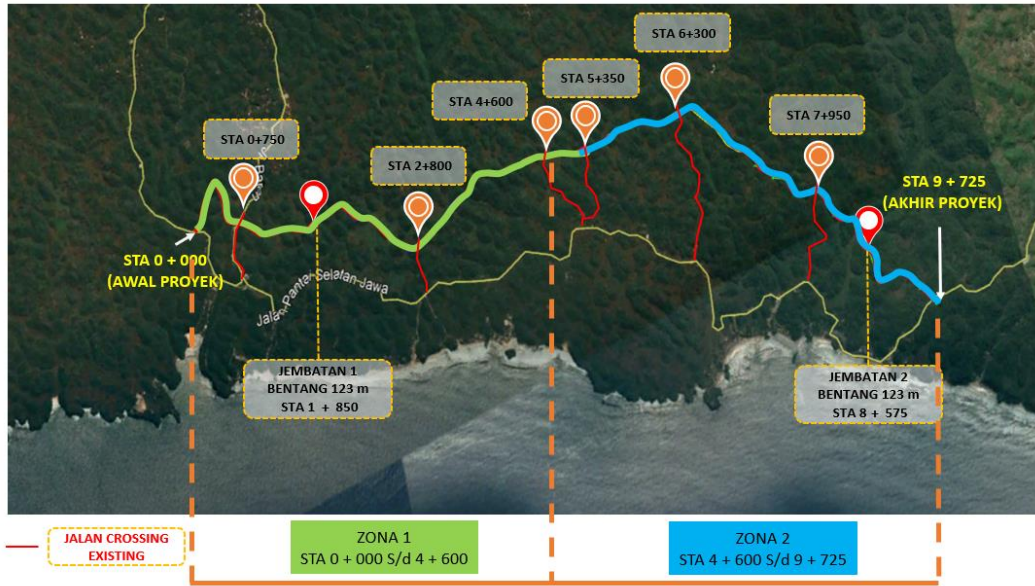 STA 6+300
STA 5+350
STA 4+600
STA 7+950
STA 0+750
STA 2+800
STA 9 + 725
(AKHIR PROYEK)
STA 0 + 000
(AWAL PROYEK)
Jalan Pantai Selatan Jawa
JEMBATAN 1
BENTANG 123 m
STA 1 + 850
JEMBATAN 2
BENTANG 123 m
STA 8 + 575
JALAN CROSSING
EXISTING
ZONA 1
STA 0 + 000 S/d 4 + 600
ZONA 2
STA 4 + 600 S/d 9 + 725